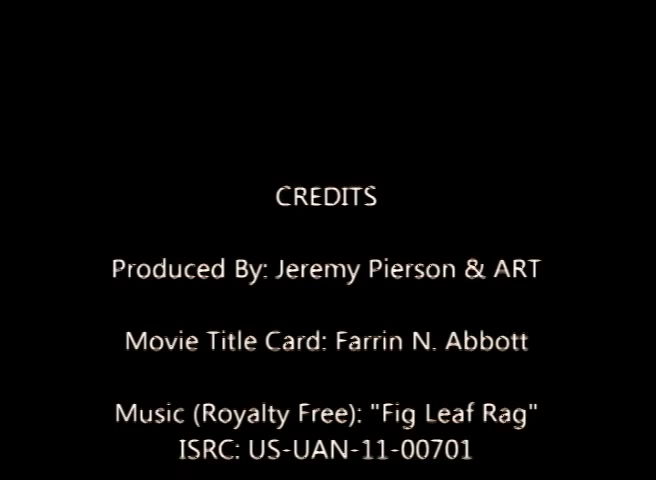 CREDITS
Produced By: Jeremy Pierson & ART
Movie Title Card: Farrin N. Abbott
Music (Royalty Free): "Fig Leaf Rag"
ISRC: US-UAN-11-00701